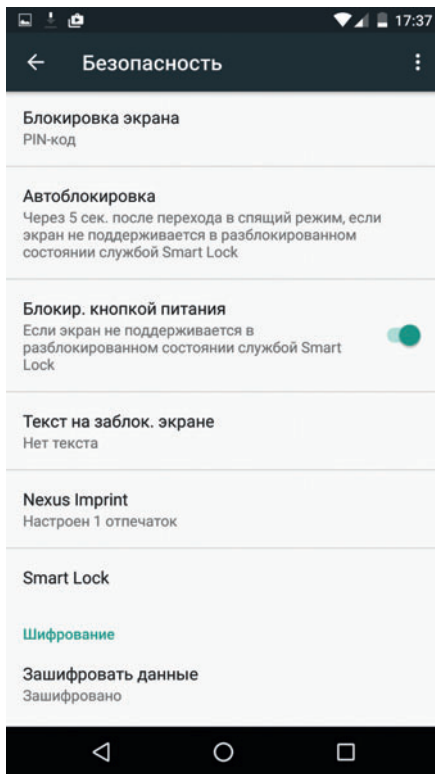 17:37
Безопасность
Блокировка экрана
PIN-код
Автоблокировка
Через 5 сек. после перехода в спящий режим, если
экран не поддерживается в разблокированном
состоянии службой Smart Lock
Блокир. кнопкой питания
Если экран не поддерживается в
разблокированном состоянии службой Smart
Lock
Текст на заблок. экране
Нет текста
Nexus Imprint
Настроен 1 отпечаток
Smart Lock
Шифрование
Зашифровать данные
Зашифровано